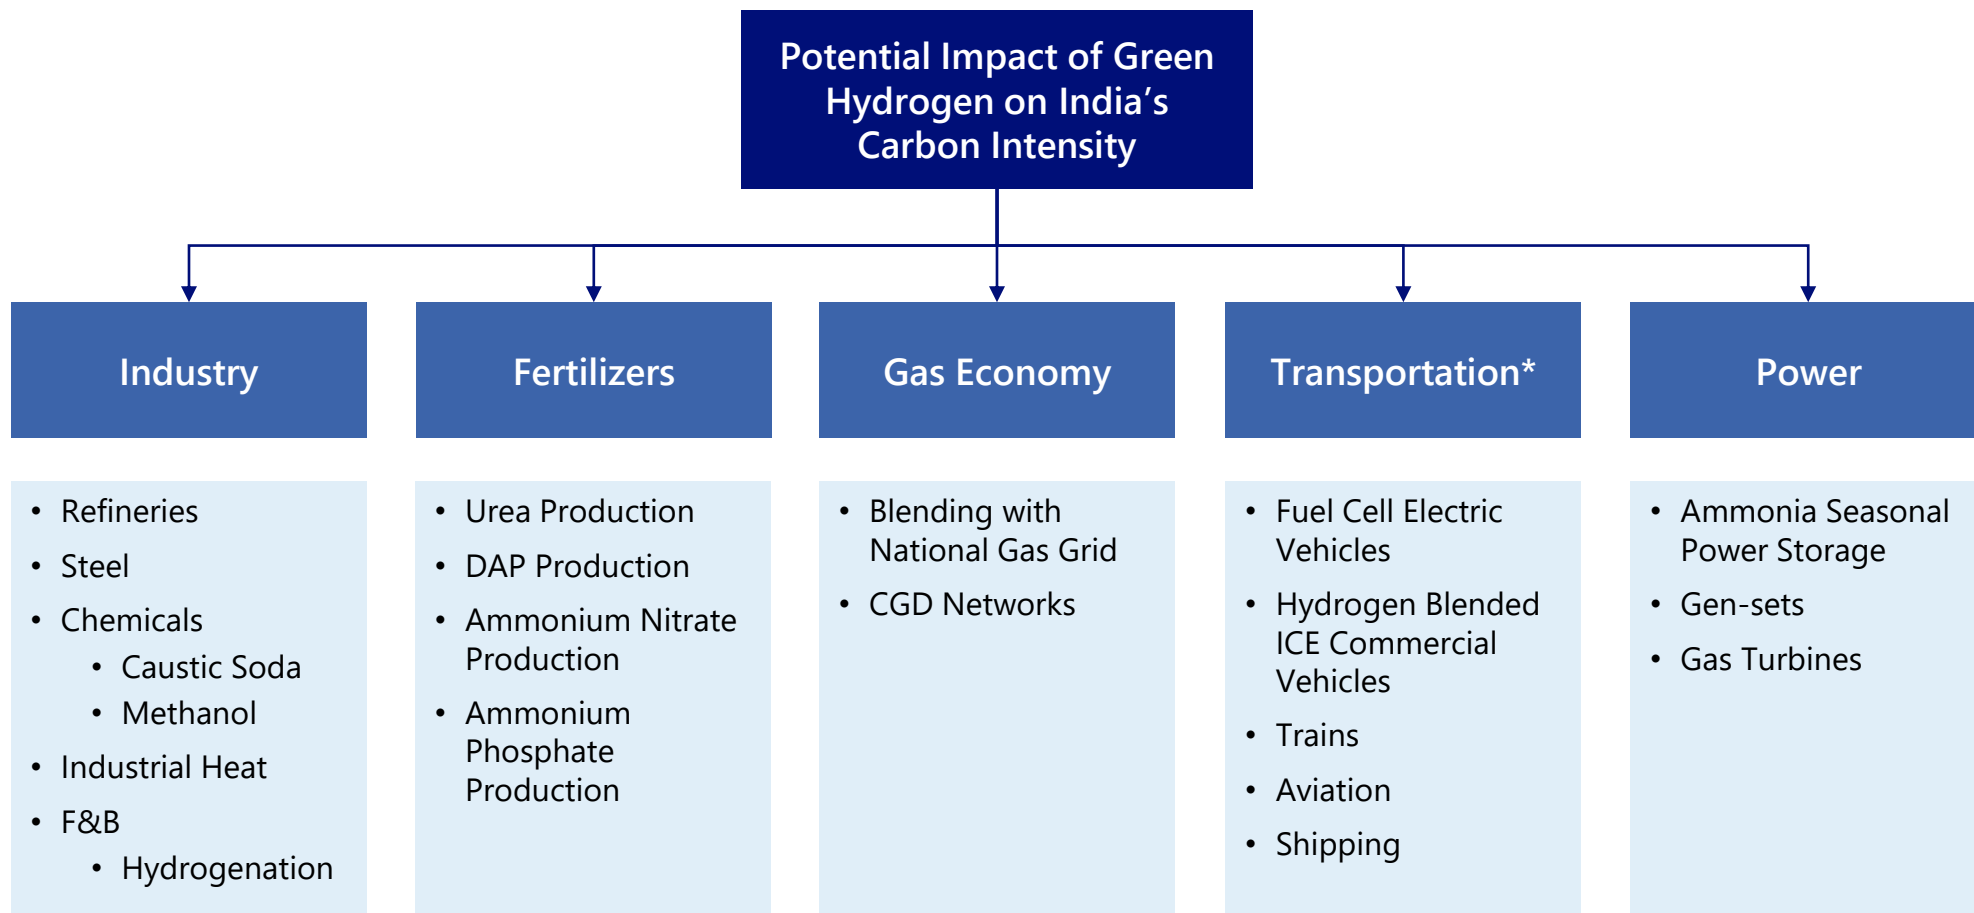 Potential Impact of Green
Hydrogen on India’s
Carbon Intensity
Industry
Fertilizers
Gas Economy
Transportation*
Power
• Refineries
• Steel
• Chemicals
• Caustic Soda
• Methanol
• Industrial Heat
• F&B
• Hydrogenation
• Urea Production
• DAP Production
• Ammonium Nitrate
Production
• Ammonium
Phosphate
Production
• Blending with
National Gas Grid
• CGD Networks
• Fuel Cell Electric
Vehicles
• Hydrogen Blended
ICE Commercial
Vehicles
• Trains
• Aviation
• Shipping
• Ammonia Seasonal
Power Storage
• Gen-sets
• Gas Turbines